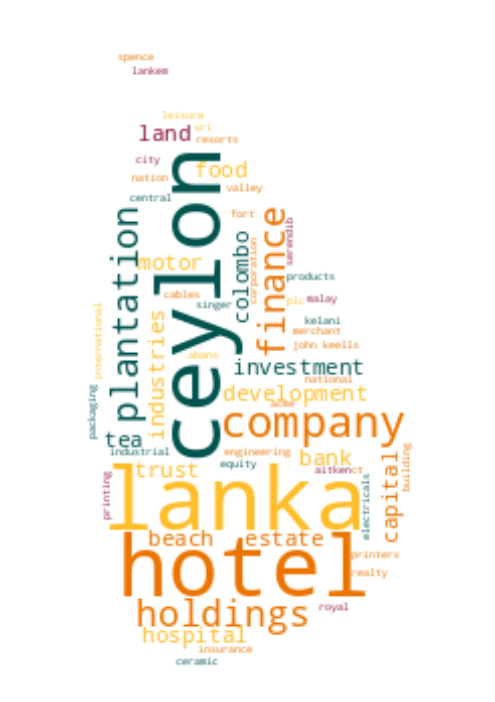 spence
lankem
leisure
sri
land
resorts
city
food
nation
valley
central
ceylon
plantation
fort
finance
serendib
colombo
corporation
motor
products
cables
singer
plc
malay
international
industries
kelani
merchant
john keells
abans
investment
national
packaging
development
acme
company
tea
industrial
engineering
bank
building
capital
equity
trust
aitken
ct
printing
lanka
electricals
beach
estate
hotel
printers
realty
holdings
royal
hospital
insurance
ceramic